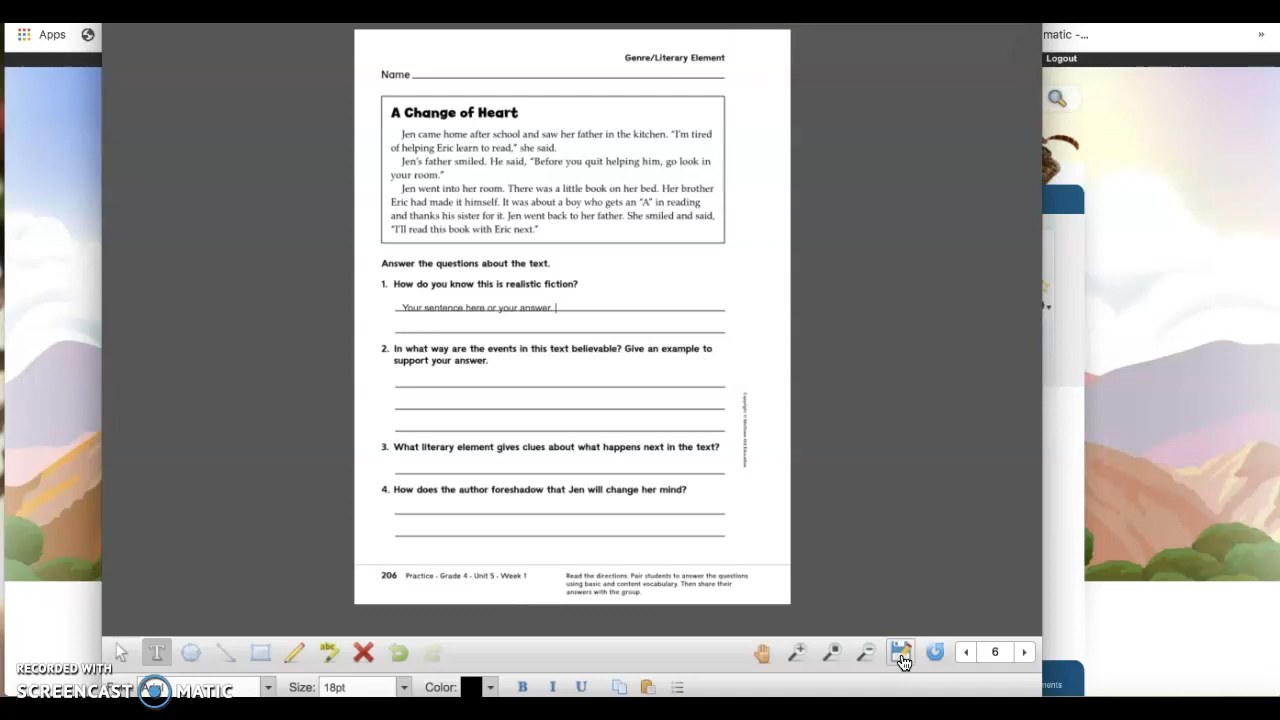 Apps
matic -...
»
Logout
Genre/Literary Element
Name
A Change of Heart
Jen came home after school and saw her father in the kitchen. "I'm tired
of helping Eric learn to read," she said.
Jen's father smiled. He said, "Before you quit helping him, go look in
your room."
Jen went into her room. There was a little book on her bed. Her brother
Eric had made it himself. It was about a boy who gets an "A" in reading
and thanks his sister for it. Jen went back to her father. She smiled and said,
"I'll read this book with Eric next."
Answer the questions about the text.
1. How do you know this is realistic fiction?
Your sentence here or your answer.
2. In what way are the events in this text believable? Give an example to
support your answer.
3. What literary element gives clues about what happens next in the text?
4. How does the author foreshadow that Jen will change her mind?
Copyright © McGraw-Hill Education
206 Practice • Grade 4 • Unit 5 • Week 1
Read the directions. Pair students to answer the questions
using basic and content vocabulary. Then share their
answers with the group.
T
abc
6
RECORDED WITH
SCREENCAST MATIC
Size: 18pt
Color:
B I U
ments